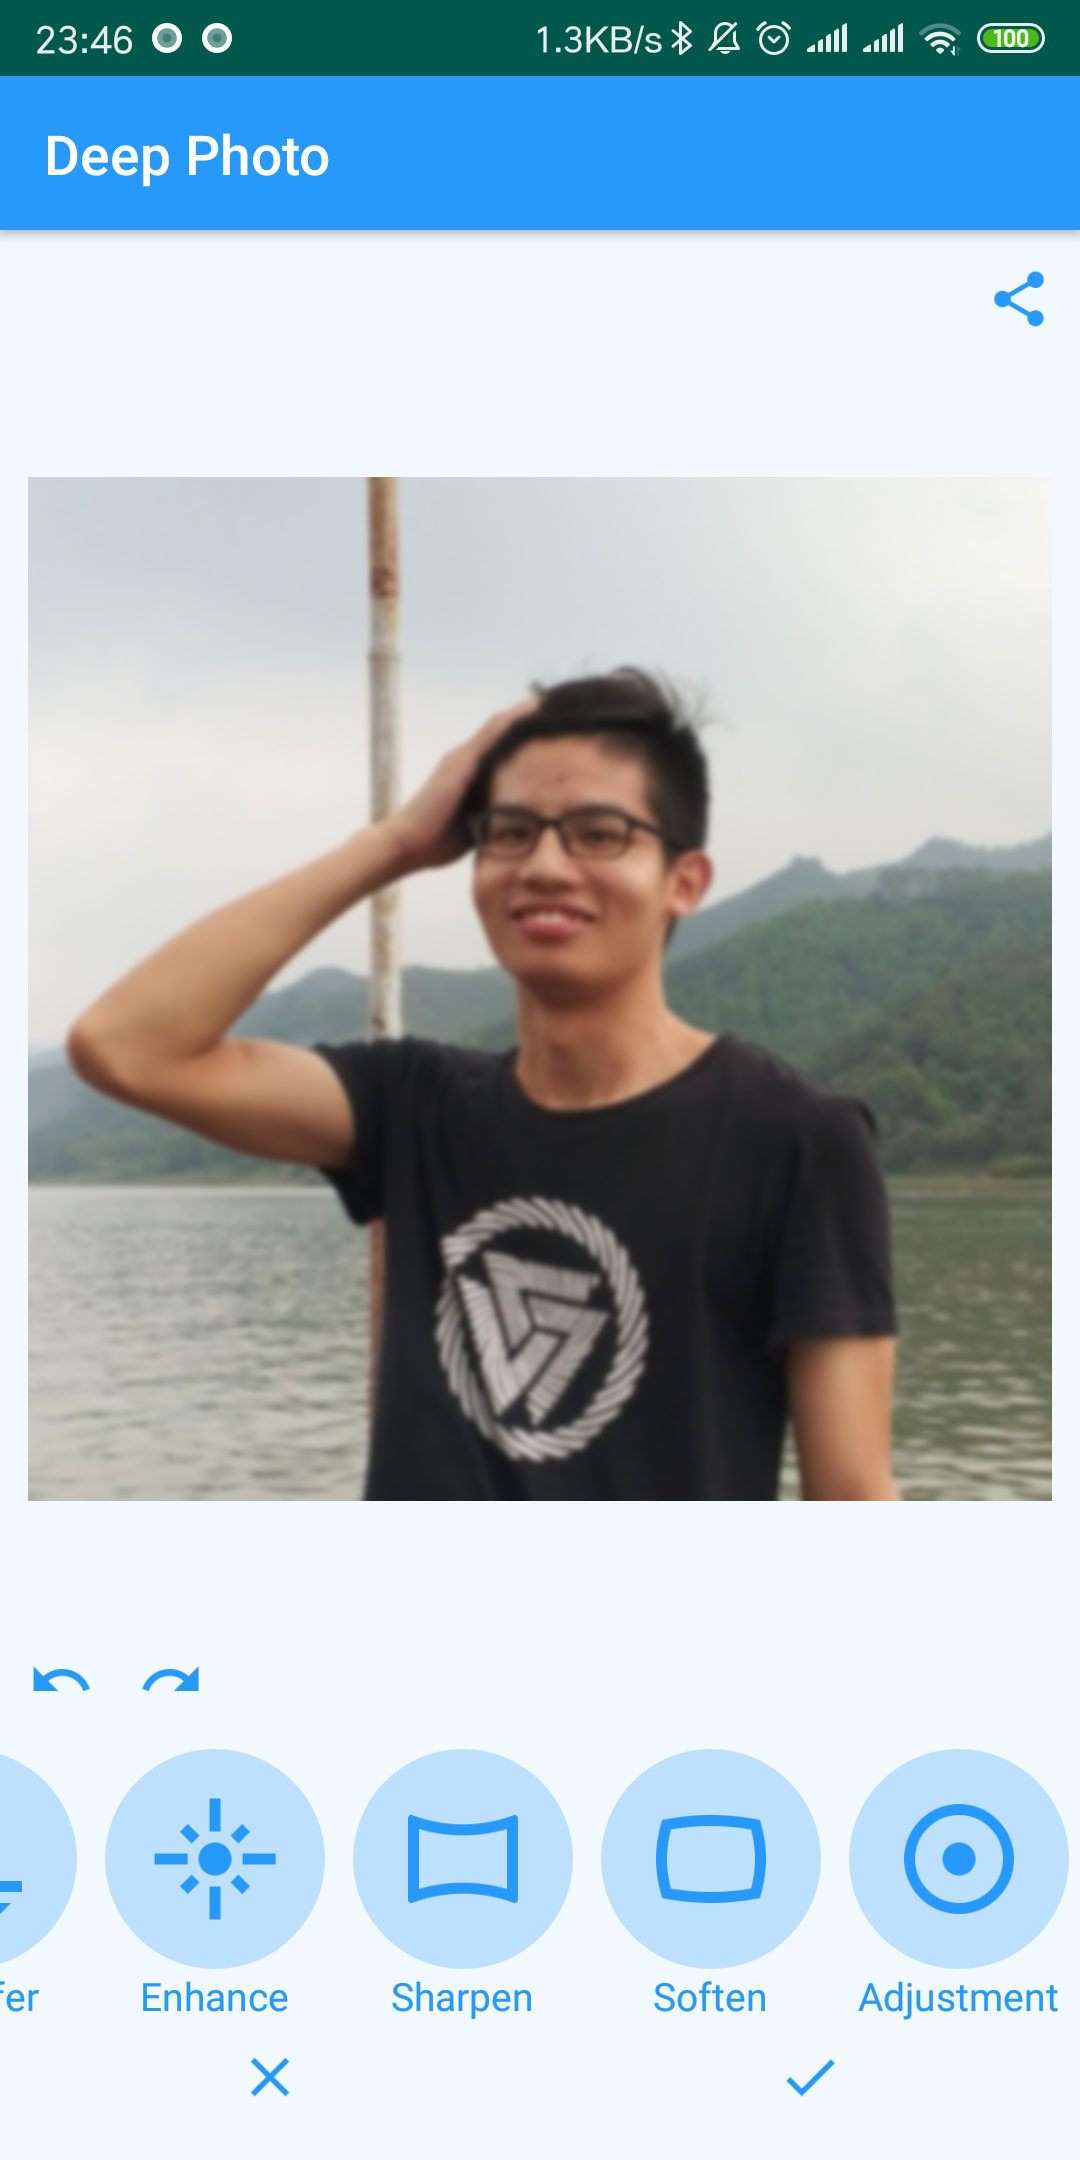 23:46 1.3KB/s 100
Deep Photo
fer Enhance Sharpen Soften Adjustment